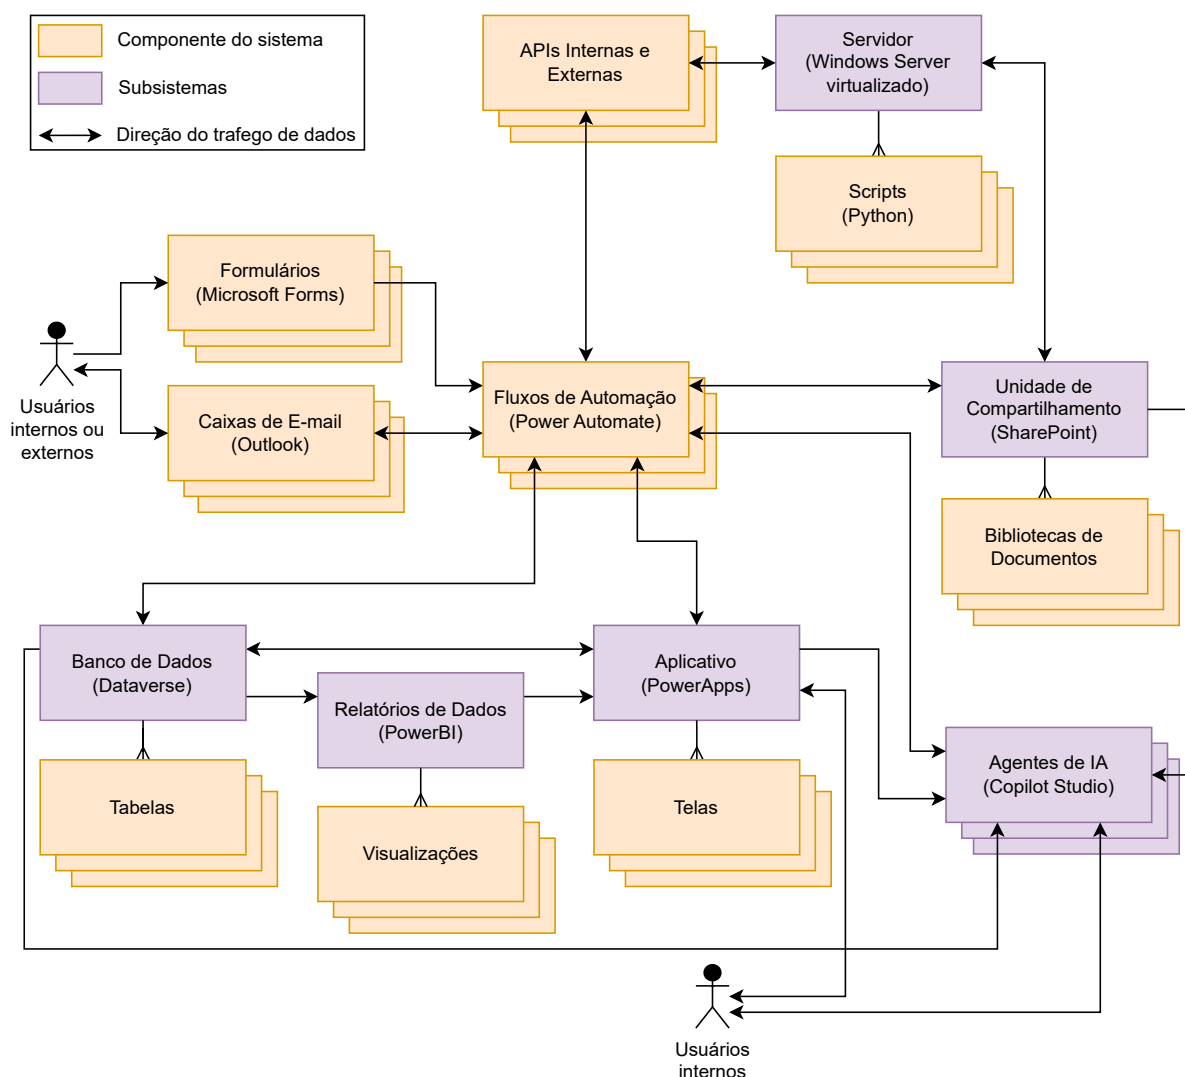 Componente do sistema
Subsistemas
Direção do trafego de dados
APIs Internas e
Externas
Servidor
(Windows Server
virtualizado)
Scripts
(Python)
Formulários
(Microsoft Forms)
Usuários
internos ou
externos
Caixas de E-mail
(Outlook)
Fluxos de Automação
(Power Automate)
Unidade de
Compartilhamento
(SharePoint)
Bibliotecas de
Documentos
Banco de Dados
(Dataverse)
Relatórios de Dados
(PowerBI)
Aplicativo
(PowerApps)
Agentes de IA
(Copilot Studio)
Tabelas
Visualizações
Telas
Usuários
internos